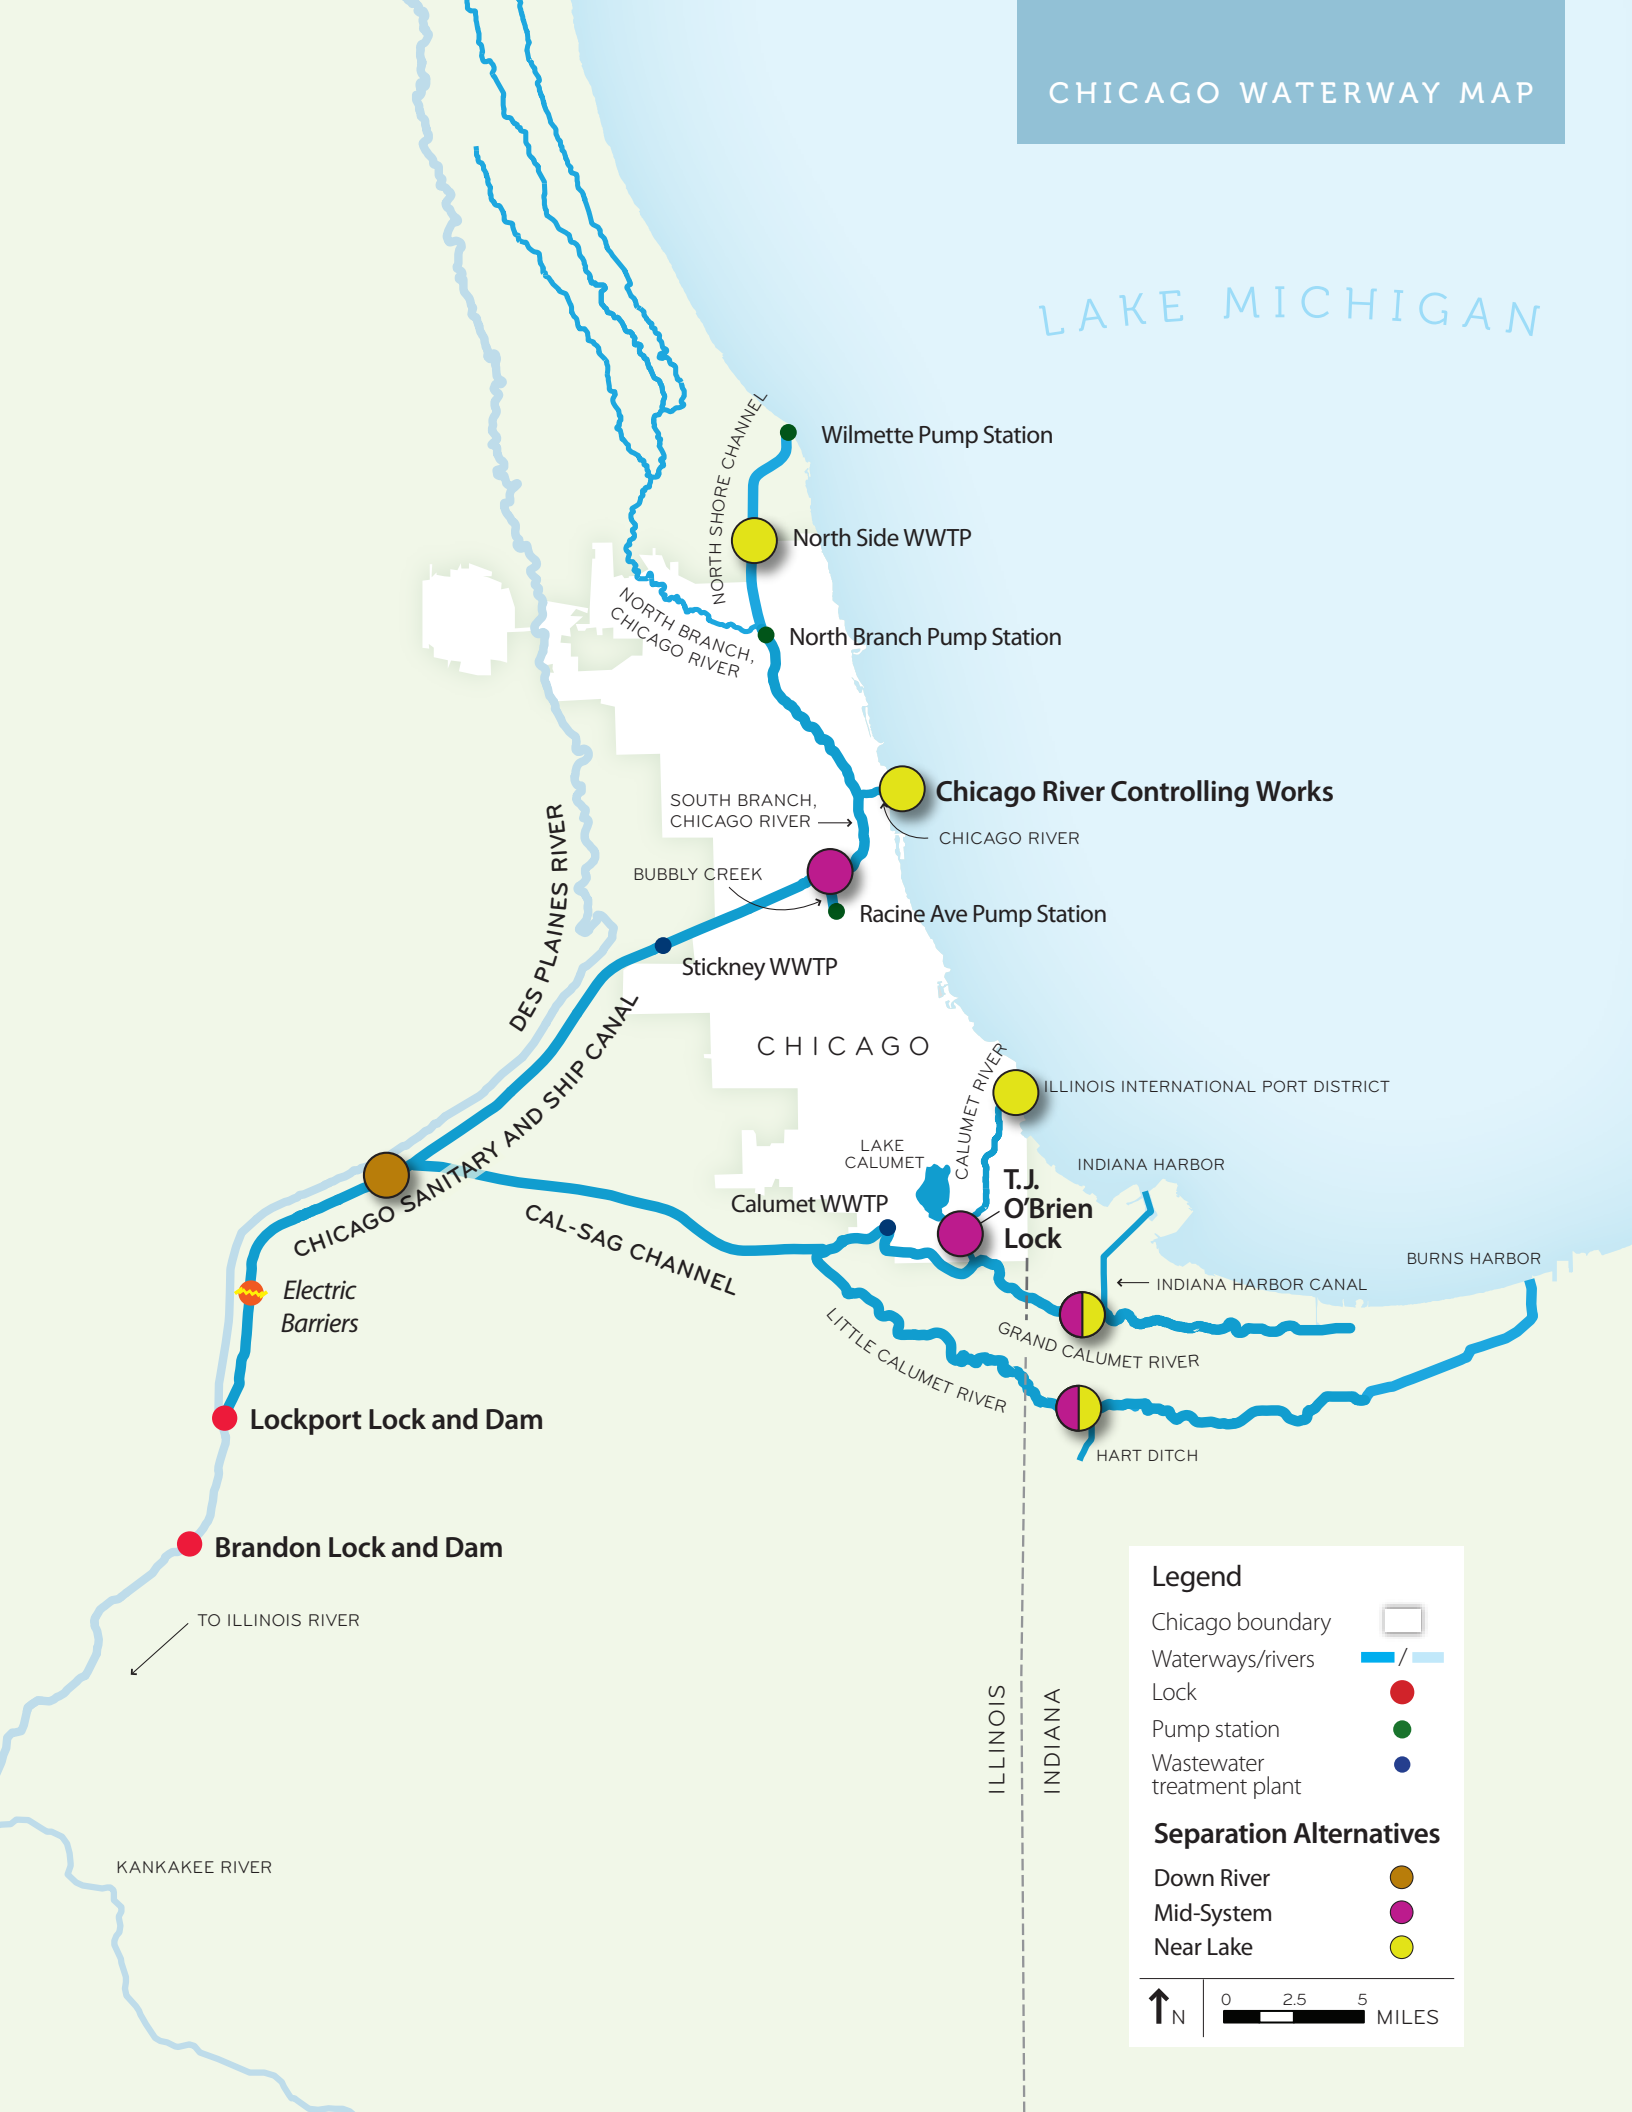 CHICAGO WATERWAY MAP
LAKE MICHIGAN
NORTH SHORE CHANNEL
Wilmette Pump Station
North Side WWTP
NORTH BRANCH,
CHICAGO RIVER
North Branch Pump Station
Chicago River Controlling Works
SOUTH BRANCH,
CHICAGO RIVER
CHICAGO RIVER
BUBBLY CREEK
Racine Ave Pump Station
DES PLAINES RIVER
Stickney WWTP
CHICAGO SANITARY AND SHIP CANAL
CHICAGO
CALUMET RIVER
ILLINOIS INTERNATIONAL PORT DISTRICT
LAKE
CALUMET
INDIANA HARBOR
T.J.
O'Brien
Lock
Calumet WWTP
CAL-SAG CHANNEL
BURNS HARBOR
INDIANA HARBOR CANAL
Electric
Barriers
GRAND CALUMET RIVER
LITTLE CALUMET RIVER
Lockport Lock and Dam
HART DITCH
Brandon Lock and Dam
TO ILLINOIS RIVER
ILLINOIS
INDIANA
KANKAKEE RIVER
Legend
Chicago boundary
Waterways/rivers /
Lock
Pump station
Wastewater
treatment plant
Separation Alternatives
Down River
Mid-System
Near Lake
N
0 2.5 5
MILES